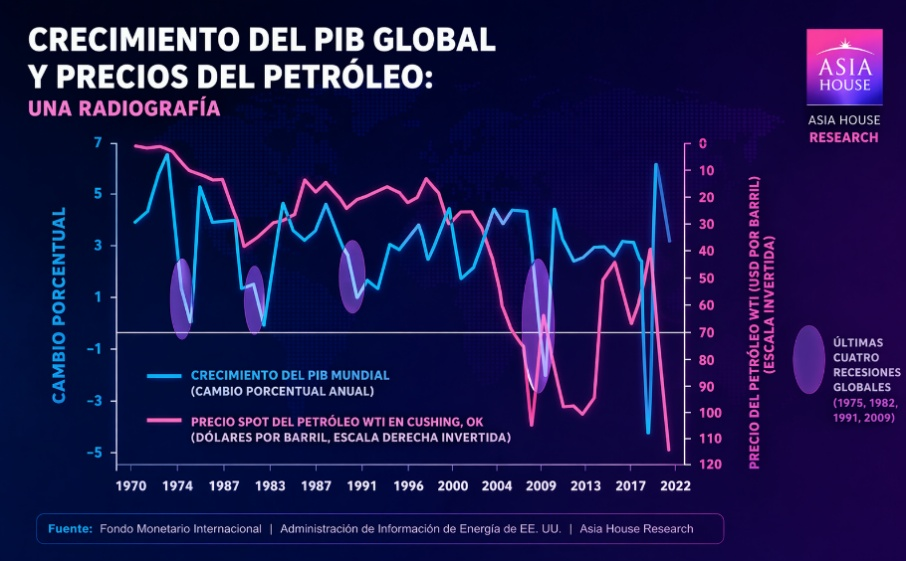 CRECIMIENTO DEL PIB GLOBAL
Y PRECIOS DEL PETRÓLEO:
UNA RADIOGRAFÍA
ASIA
HOUSE
ASIA HOUSE
RESEARCH
CAMBIO PORCENTUAL
7
5
3
1
−1
−3
−5
0
10
20
30
40
50
60
70
80
90
100
110
120
PRECIO DEL PETRÓLEO WTI (USD POR BARRIL)
(ESCALA INVERTIDA)
CRECIMIENTO DEL PIB MUNDIAL
(CAMBIO PORCENTUAL ANUAL)
PRECIO SPOT DEL PETRÓLEO WTI EN CUSHING, OK
(DÓLARES POR BARRIL, ESCALA DERECHA INVERTIDA)
ÚLTIMAS
CUATRO
RECESIONES
GLOBALES
(1975, 1982,
1991, 2009)
1970 1974 1987 1983 1987 1991 1996 2000 2004 2009 2013 2017 2022
Fuente: Fondo Monetario Internacional | Administración de Información de Energía de EE. UU. | Asia House Research